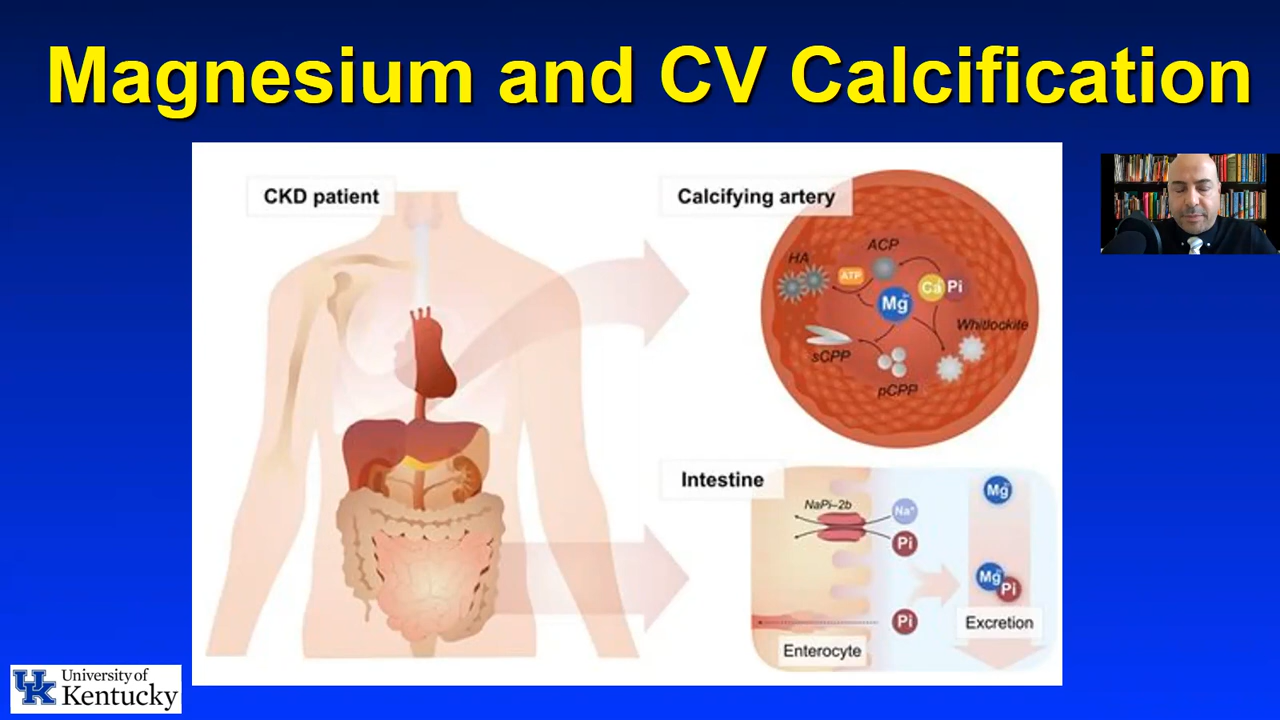 Magnesium and CV Calcification
CKD patient
Calcifying artery
ACP
HA
ATP
Ca
Pi
Mg
Whitlockite
sCPP
pCPP
Intestine
NaPi-2b
Na+
Pi
Pi
Enterocyte
Mg
Mg
Pi
Excretion
UK
University of
Kentucky